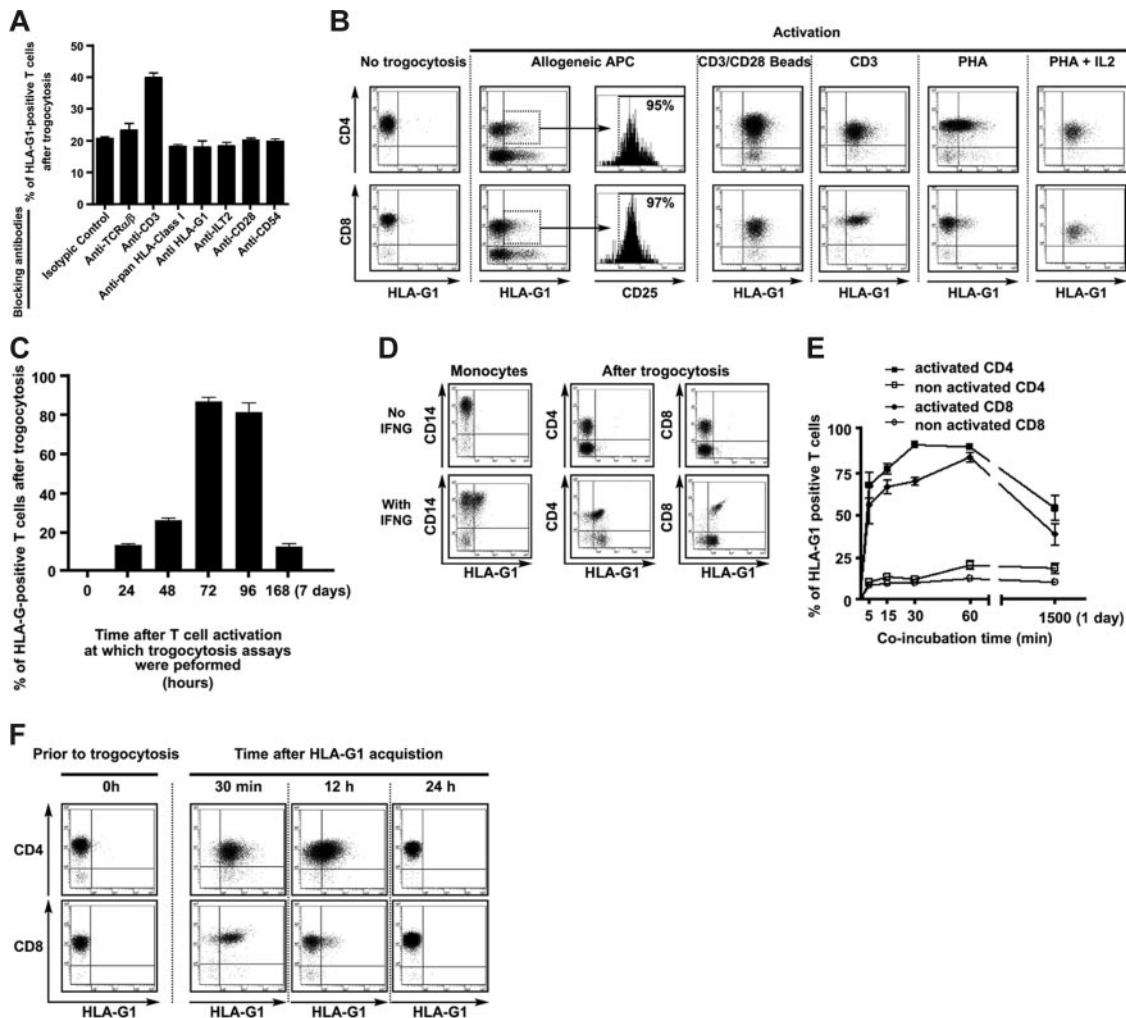 A
% of HLA-G1-positive T cells
after trogocytosis
50
40
30
20
10
0
Blocking antibodies
Isotypic Control
Anti-TCRα/β
Anti-CD3
Anti-pan HLA-Class I
Anti HLA-G1
Anti-ILT2
Anti-CD28
Anti-CD54
B
Activation
No trogocytosis
Allogeneic APC
CD3/CD28 Beads
CD3
PHA
PHA + IL2
CD4
95%
CD8
97%
HLA-G1
HLA-G1
CD25
HLA-G1
HLA-G1
HLA-G1
HLA-G1
C
% of HLA-G-positive T cells after trogocytosis
100
80
60
40
20
0
0 24 48 72 96 168 (7 days)
Time after T cell activation
at which trogocytosis assays
were peformed
(hours)
D
Monocytes
After trogocytosis
No
IFNG
CD14
CD4
CD8
With
IFNG
CD14
CD4
CD8
HLA-G1
HLA-G1
HLA-G1
E
activated CD4
non activated CD4
activated CD8
non activated CD8
% of HLA-G1 positive T cells
100
75
50
25
0
5 15 30 60 1500 (1 day)
Co-incubation time (min)
F
Prior to trogocytosis
Time after HLA-G1 acquistion
0h
30 min
12 h
24 h
CD4
CD8
HLA-G1
HLA-G1
HLA-G1
HLA-G1